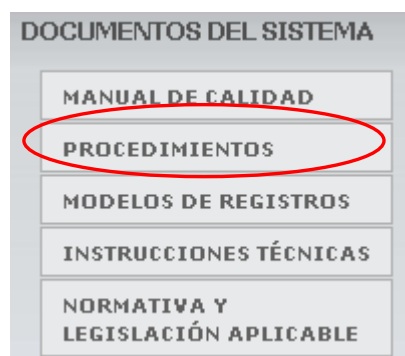 DOCUMENTOS DEL SISTEMA
MANUAL DE CALIDAD
PROCEDIMIENTOS
MODELOS DE REGISTROS
INSTRUCCIONES TÉCNICAS
NORMATIVA Y
LEGISLACIÓN APLICABLE